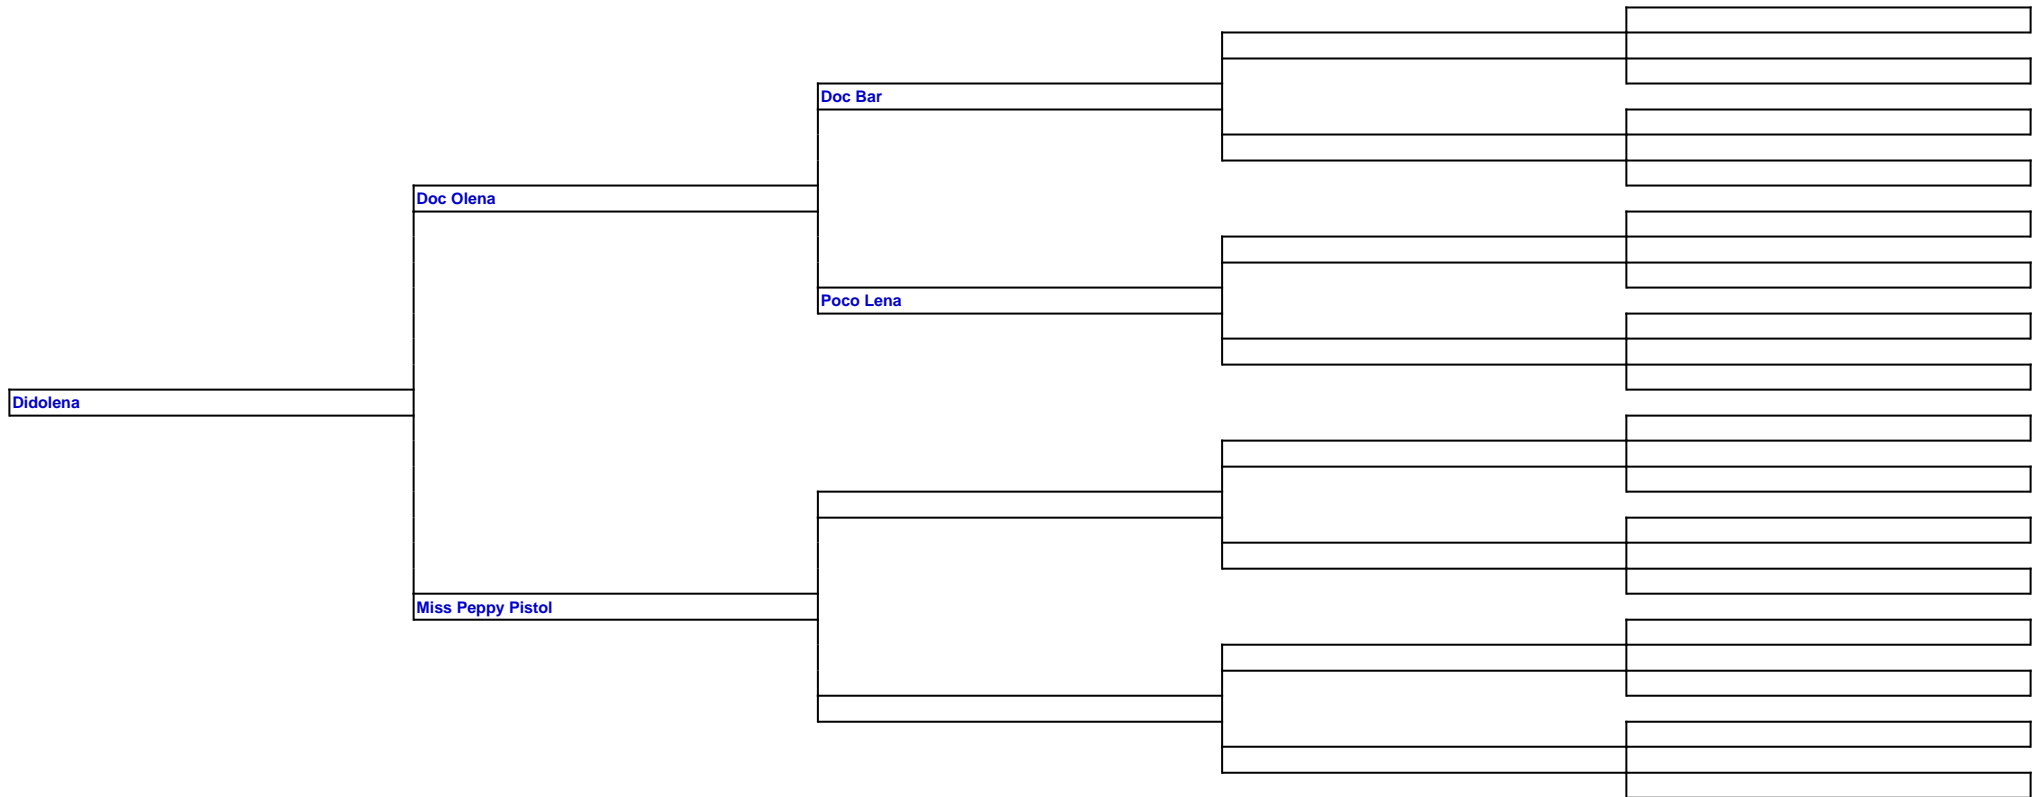 Doc Bar
Doc Olena
Poco Lena
Didolena
Miss Peppy Pistol